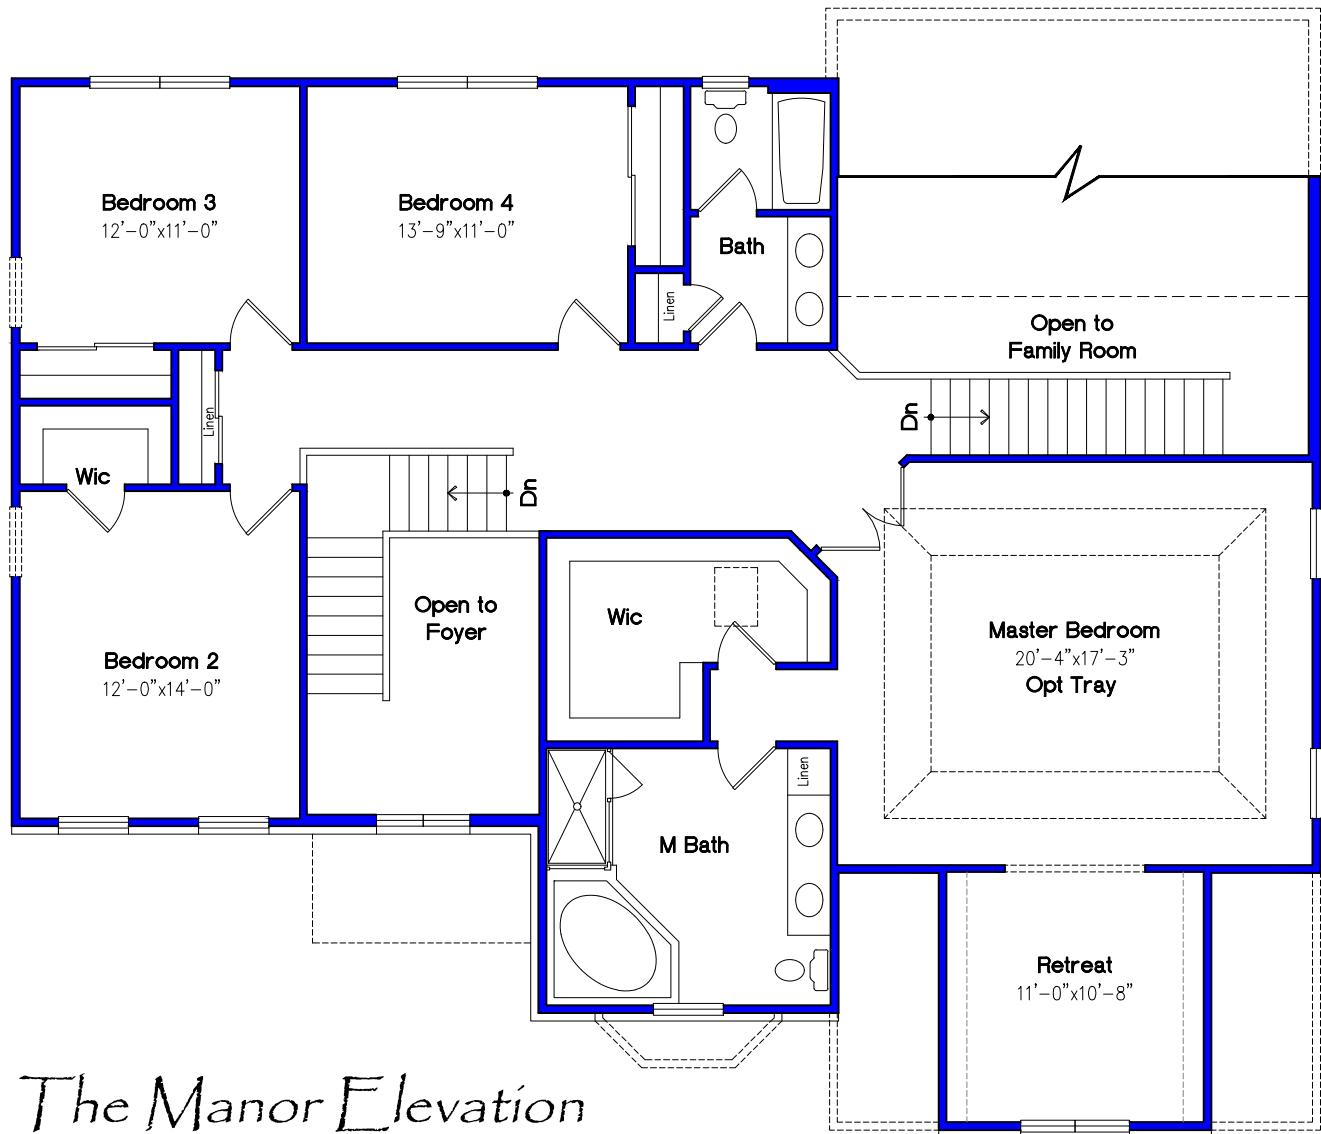 Bedroom 3
12'-0"x11'-0"
Bedroom 4
13'-9"x11'-0"
Bath
Linen
Open to
Family Room
Linen
Dn
Wic
Dn
Open to
Foyer
Wic
Master Bedroom
20'-4"x17'-3"
Opt Tray
Bedroom 2
12'-0"x14'-0"
Linen
M Bath
Retreat
11'-0"x10'-8"
The Manor Elevation